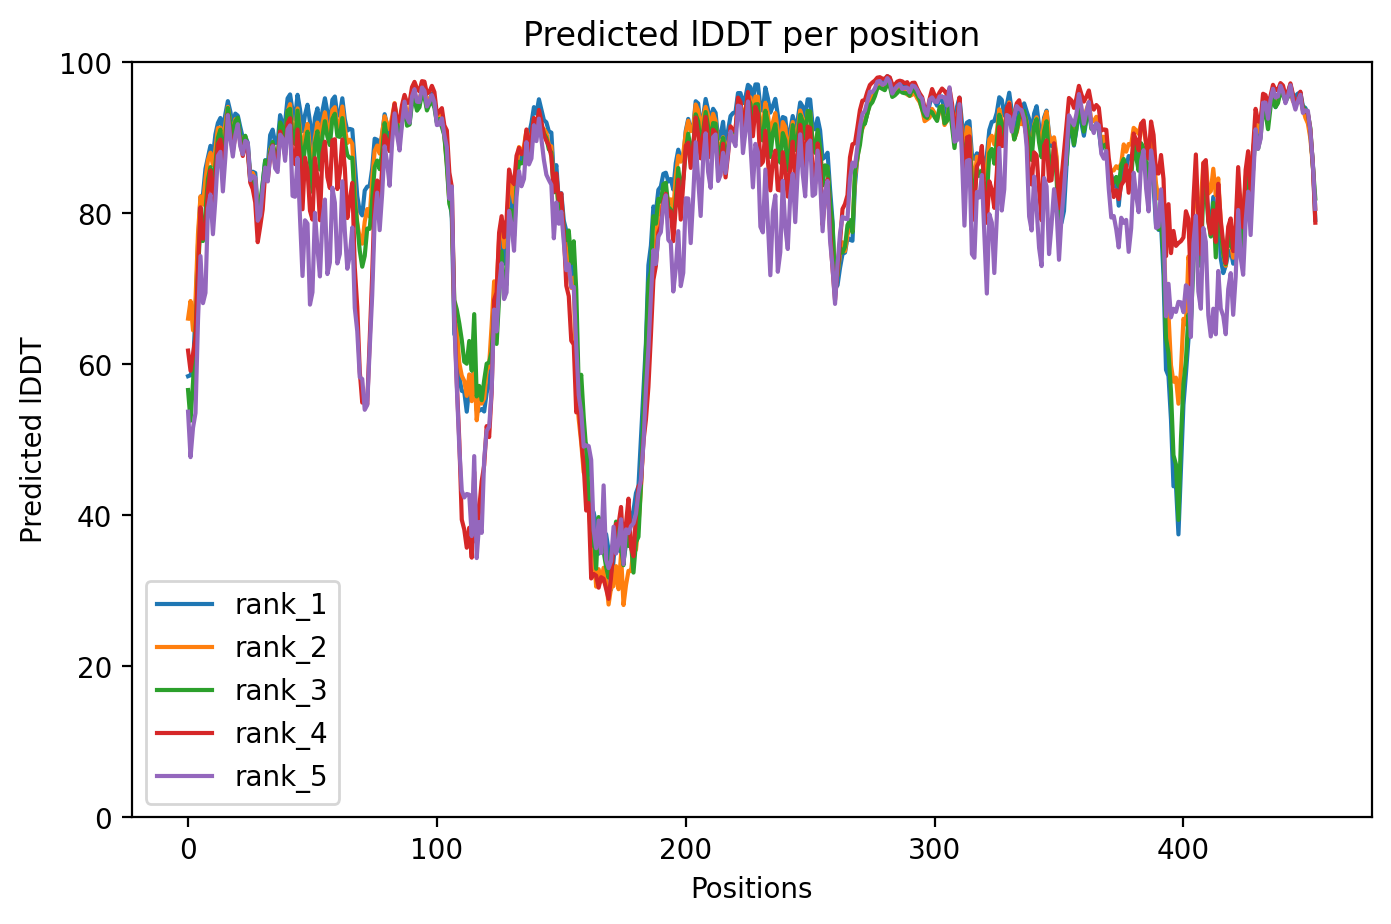 Predicted lDDT per position
100
80
60
40
20
0
Predicted lDDT
rank_1
rank_2
rank_3
rank_4
rank_5
0 100 200 300 400
Positions